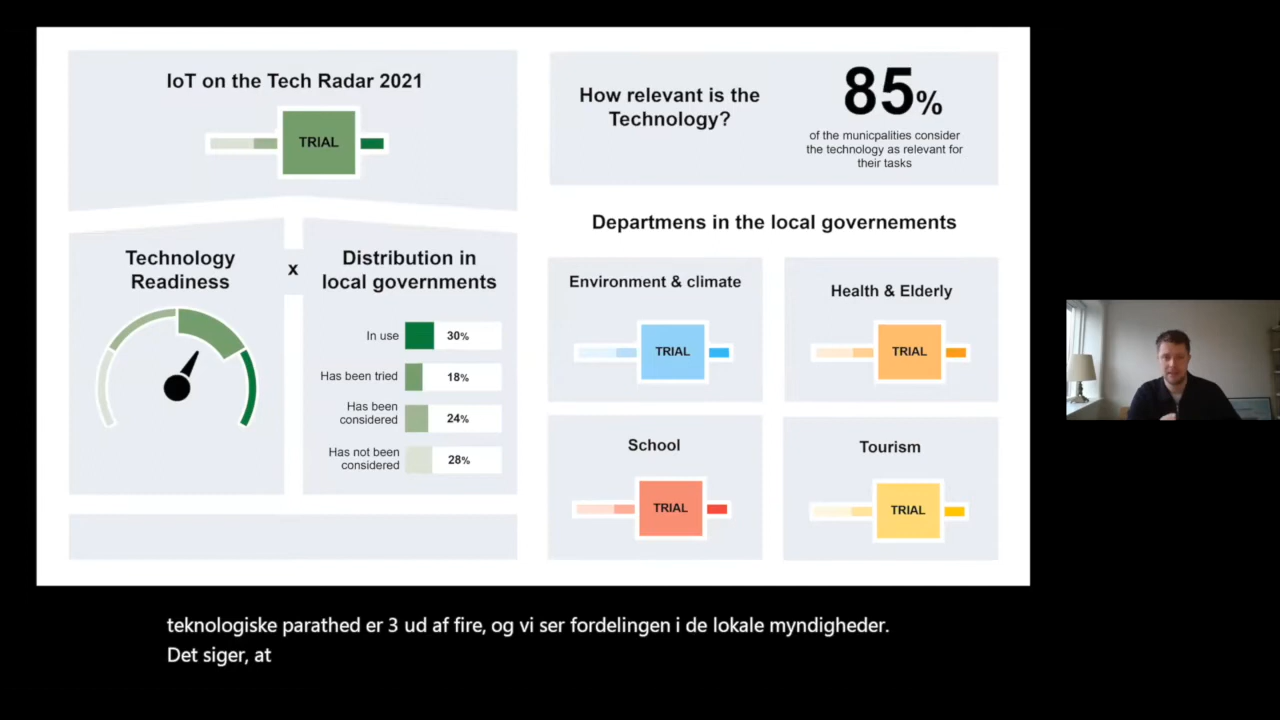 IoT on the Tech Radar 2021
TRIAL
Technology
Readiness
x
Distribution in
local governments
In use
30%
Has been tried
18%
Has been
considered
24%
Has not been
considered
28%
How relevant is the
Technology?
85%
of the municpalities consider
the technology as relevant for
their tasks
Departmens in the local governements
Environment & climate
TRIAL
Health & Elderly
TRIAL
School
TRIAL
Tourism
TRIAL
teknologiske parathed er 3 ud af fire, og vi ser fordelingen i de lokale myndigheder.
Det siger, at